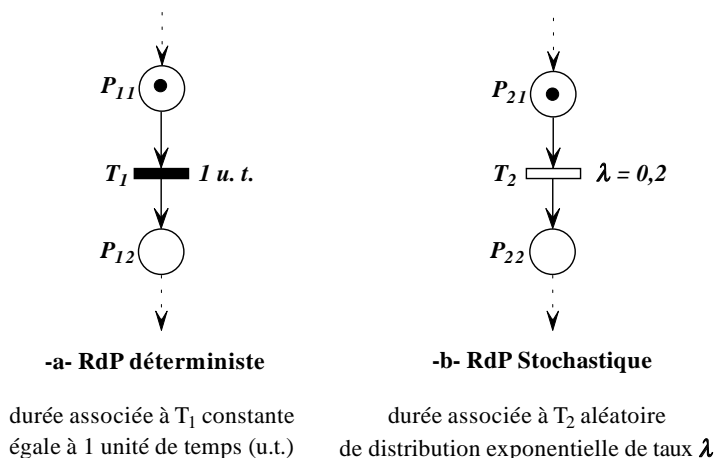 P11
P21
T1 1 u. t.
T2 λ = 0,2
P12
P22
-a- RdP déterministe
-b- RdP Stochastique
durée associée à T1 constante
égale à 1 unité de temps (u.t.)
durée associée à T2 aléatoire
de distribution exponentielle de taux λ